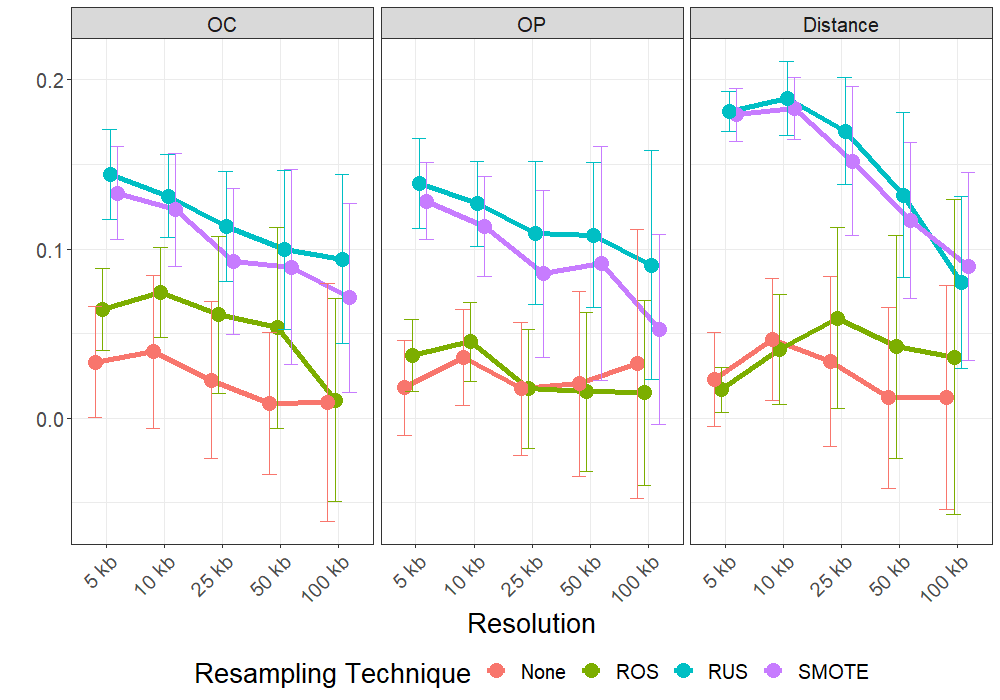 OC OP Distance
0.2
0.1
0.0
5 kb 10 kb 25 kb 50 kb 100 kb 5 kb 10 kb 25 kb 50 kb 100 kb 5 kb 10 kb 25 kb 50 kb 100 kb
Resolution
Resampling Technique None ROS RUS SMOTE